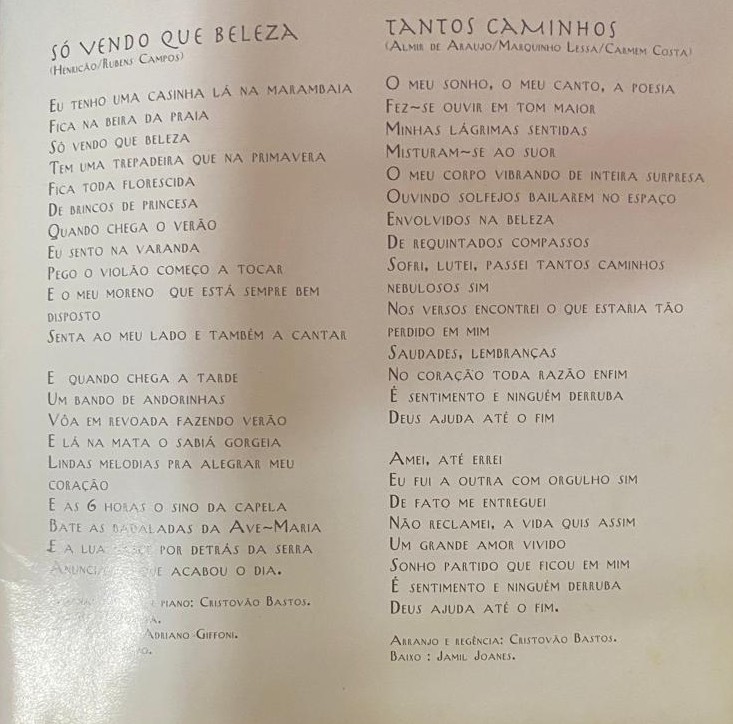 SÓ VENDO QUE BELEZA
(HENRICÃO/RUBENS CAMPOS)
EU TENHO UMA CASINHA LÁ NA MARAMBAIA
FICA NA BEIRA DA PRAIA
SÓ VENDO QUE BELEZA
TEM UMA TREPADEIRA QUE NA PRIMAVERA
FICA TODA FLORESCIDA
DE BRINCOS DE PRINCESA
QUANDO CHEGA O VERÃO
EU SENTO NA VARANDA
PEGO O VIOLÃO COMEÇO A TOCAR
E O MEU MORENO QUE ESTÁ SEMPRE BEM
DISPOSTO
SENTA AO MEU LADO E TAMBÉM A CANTAR
E QUANDO CHEGA A TARDE
UM BANDO DE ANDORINHAS
VÔA EM REVOADA FAZENDO VERÃO
E LÁ NA MATA O SABIÁ GORGEIA
LINDAS MELODIAS PRA ALEGRAR MEU
CORAÇÃO
E AS 6 HORAS O SINO DA CAPELA
BATE AS BADALADAS DA AVE~MARIA
E A LUA NASCE POR DETRÁS DA SERRA
QUE ACABOU O DIA.
PIANO: CRISTOVÃO BASTOS.
ADRIANO GIFFONI.
TANTOS CAMINHOS
(ALMIR DE ARAUJO/MARQUINHO LESSA/CARMEM COSTA)
O MEU SONHO, O MEU CANTO, A POESIA
FEZ~SE OUVIR EM TOM MAIOR
MINHAS LÁGRIMAS SENTIDAS
MISTURAM~SE AO SUOR
O MEU CORPO VIBRANDO DE INTEIRA SURPRESA
OUVINDO SOLFEJOS BAILAREM NO ESPAÇO
ENVOLVIDOS NA BELEZA
DE REQUINTADOS COMPASSOS
SOFRI, LUTEI, PASSEI TANTOS CAMINHOS
NEBULOSOS SIM
NOS VERSOS ENCONTREI O QUE ESTARIA TÃO
PERDIDO EM MIM
SAUDADES, LEMBRANÇAS
NO CORAÇÃO TODA RAZÃO ENFIM
É SENTIMENTO E NINGUÉM DERRUBA
DEUS AJUDA ATÉ O FIM
AMEI, ATÉ ERREI
EU FUI A OUTRA COM ORGULHO SIM
DE FATO ME ENTREGUEI
NÃO RECLAMEI, A VIDA QUIS ASSIM
UM GRANDE AMOR VIVIDO
SONHO PARTIDO QUE FICOU EM MIM
É SENTIMENTO E NINGUÉM DERRUBA
DEUS AJUDA ATÉ O FIM.
ARRANJO E REGÊNCIA: CRISTOVÃO BASTOS.
BAIXO : JAMIL JOANES.